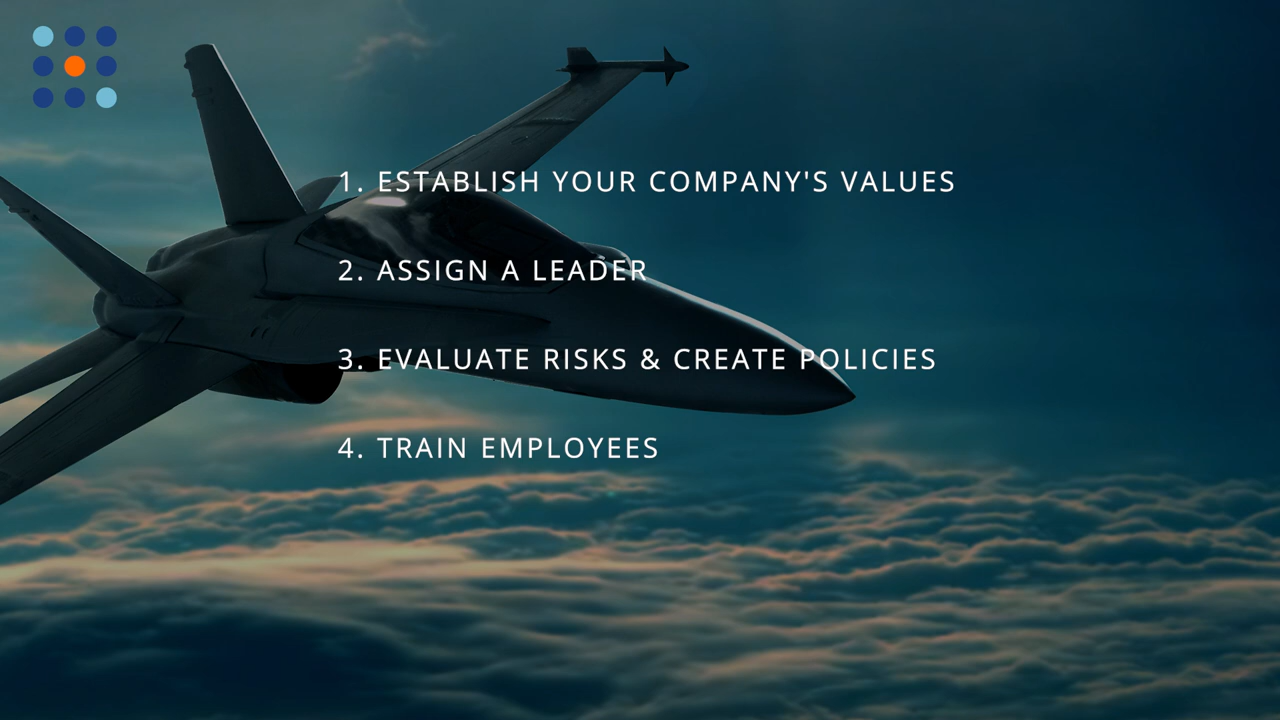 1. ESTABLISH YOUR COMPANY'S VALUES
2. ASSIGN A LEADER
3. EVALUATE RISKS & CREATE POLICIES
4. TRAIN EMPLOYEES